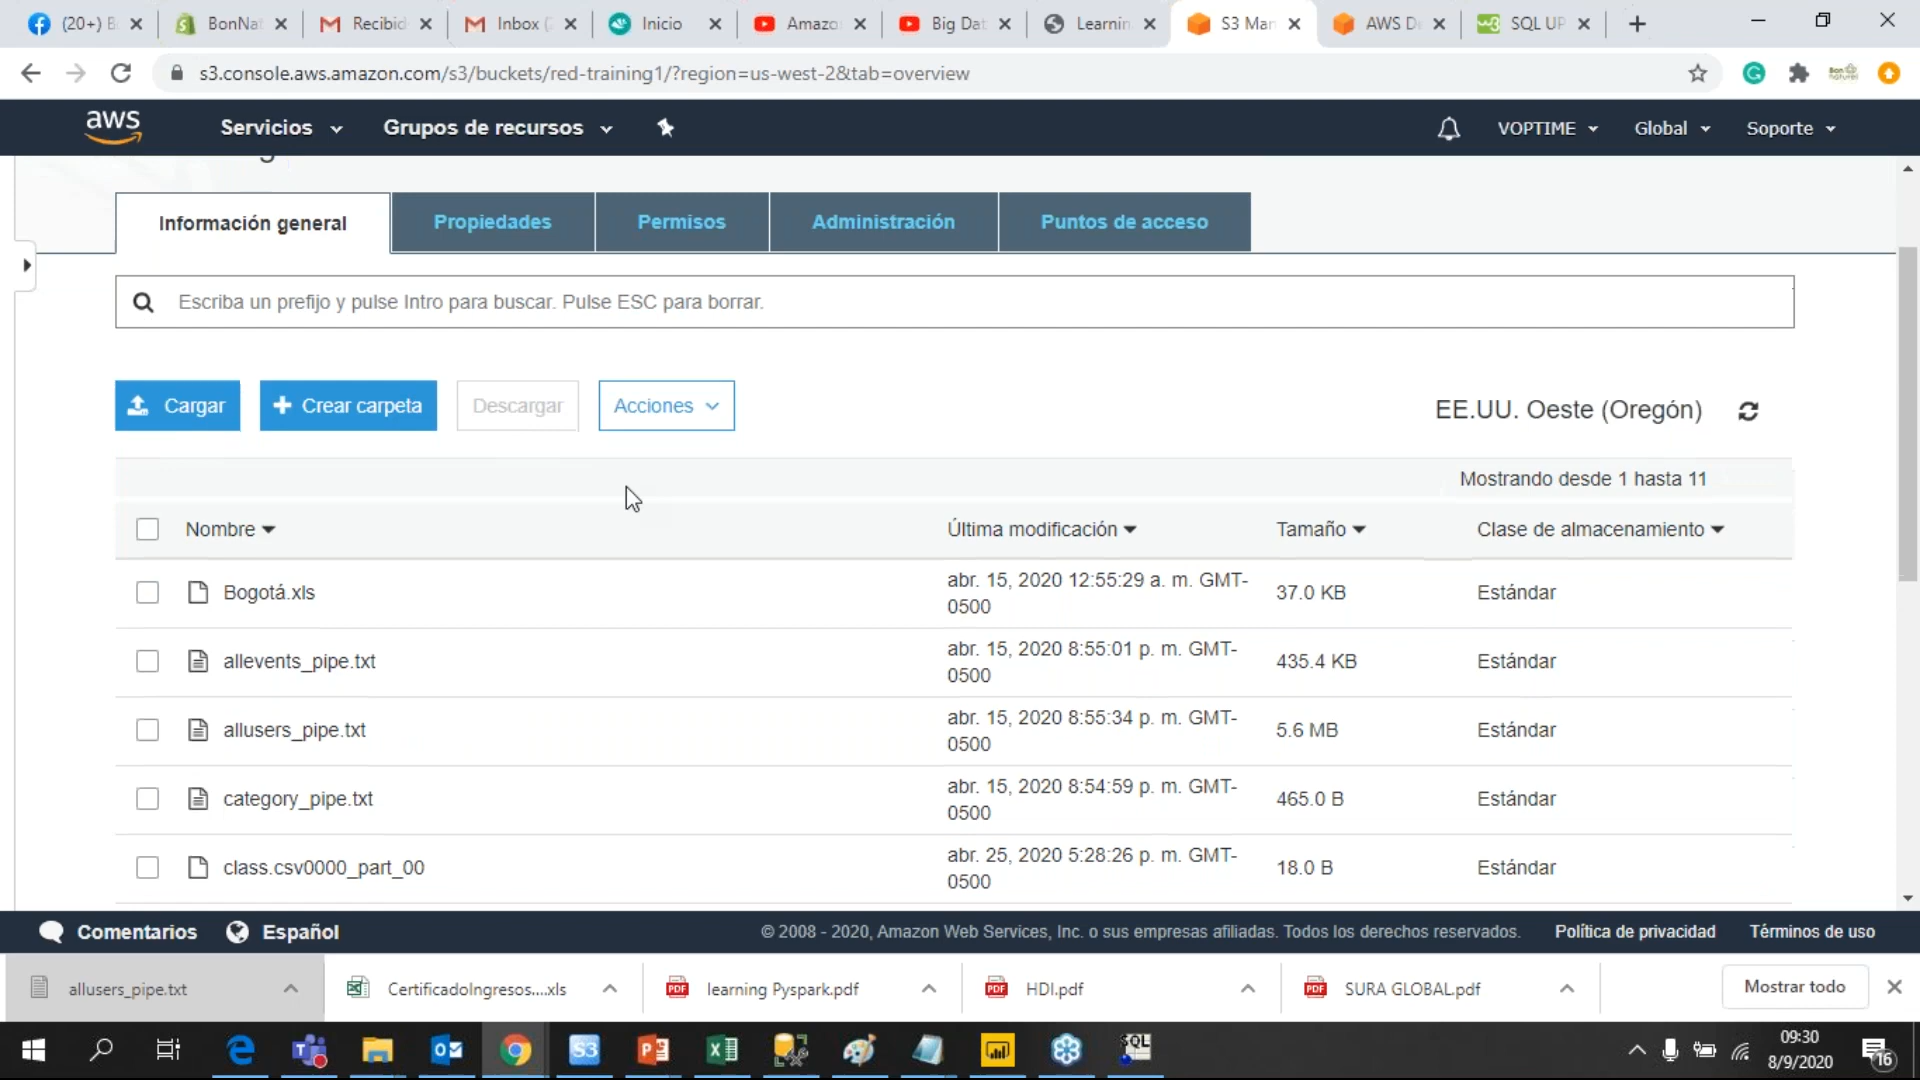 (20+) B
BonNat
Recibid
Inbox (
Inicio
Amazo
Big Dat
Learnin
S3 Man
AWS D
SQL UP
s3.console.aws.amazon.com/s3/buckets/red-training1/?region=us-west-2&tab=overview
aws
Servicios
Grupos de recursos
VOPTIME
Global
Soporte
Información general
Propiedades
Permisos
Administración
Puntos de acceso
Escriba un prefijo y pulse Intro para buscar. Pulse ESC para borrar.
Cargar
Crear carpeta
Descargar
Acciones
EE.UU. Oeste (Oregón)
Mostrando desde 1 hasta 11
Nombre
Última modificación
Tamaño
Clase de almacenamiento
Bogotá.xls
abr. 15, 2020 12:55:29 a. m. GMT-
0500
37.0 KB
Estándar
allevents_pipe.txt
abr. 15, 2020 8:55:01 p. m. GMT-
0500
435.4 KB
Estándar
allusers_pipe.txt
abr. 15, 2020 8:55:34 p. m. GMT-
0500
5.6 MB
Estándar
category_pipe.txt
abr. 15, 2020 8:54:59 p. m. GMT-
0500
465.0 B
Estándar
class.csv0000_part_00
abr. 25, 2020 5:28:26 p. m. GMT-
0500
18.0 B
Estándar
Comentarios
Español
© 2008 - 2020, Amazon Web Services, Inc. o sus empresas afiliadas. Todos los derechos reservados.
Política de privacidad
Términos de uso
allusers_pipe.txt
CertificadoIngresos....xls
learning Pyspark.pdf
HDI.pdf
SURA GLOBAL.pdf
Mostrar todo
09:30
8/9/2020
16